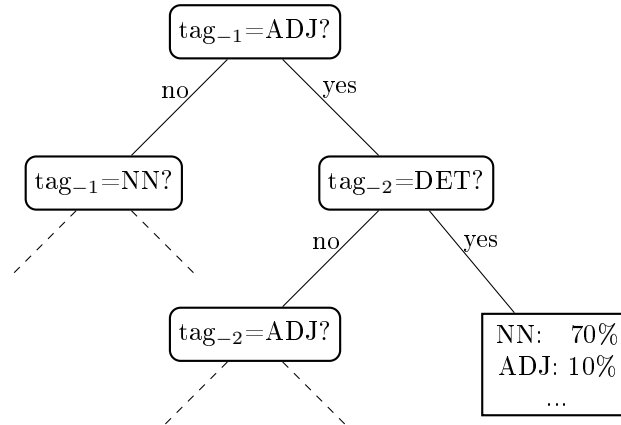 tag₋₁=ADJ?
no
yes
tag₋₁=NN?
tag₋₂=DET?
no
yes
tag₋₂=ADJ?
NN: 70%
ADJ: 10%
...